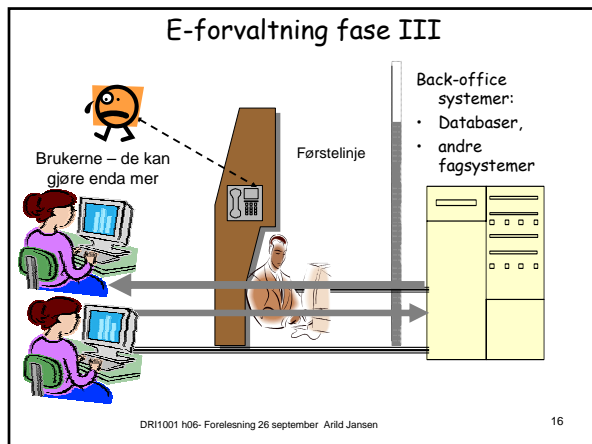 E-forvaltning fase III
Brukerne – de kan
gjøre enda mer
Førstelinje
Back-office
systemer:
• Databaser,
• andre
fagsystemer
DRI1001 h06- Forelesning 26 september Arild Jansen
16